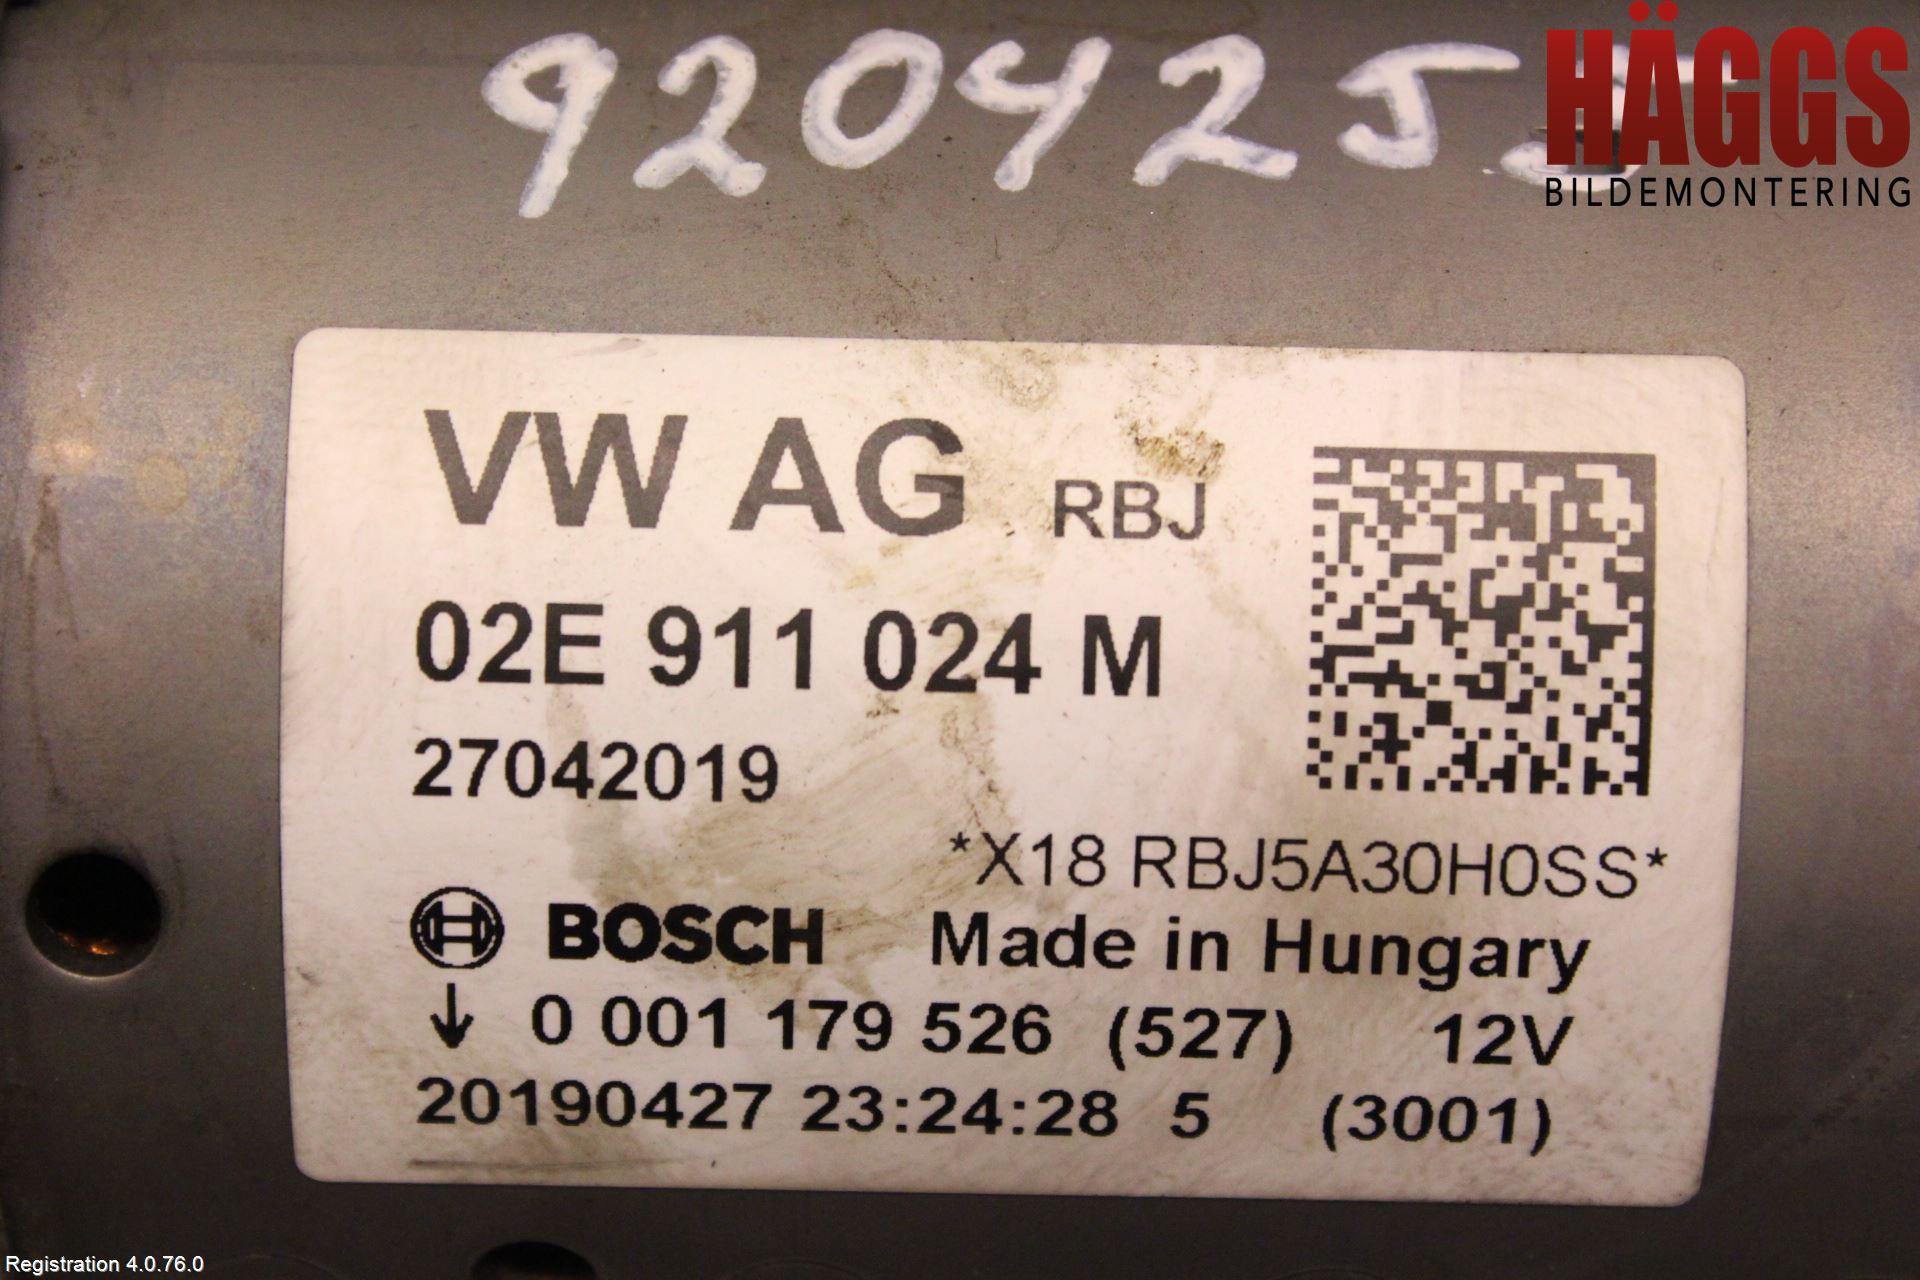 920425
HÄGGS
BILDEMONTERING
VW AG RBJ
02E 911 024 M
27042019
*X18 RBJ5A30H0SS*
BOSCH Made in Hungary
↓ 0 001 179 526 (527) 12V
20190427 23:24:28 5 (3001)
Registration 4.0.76.0